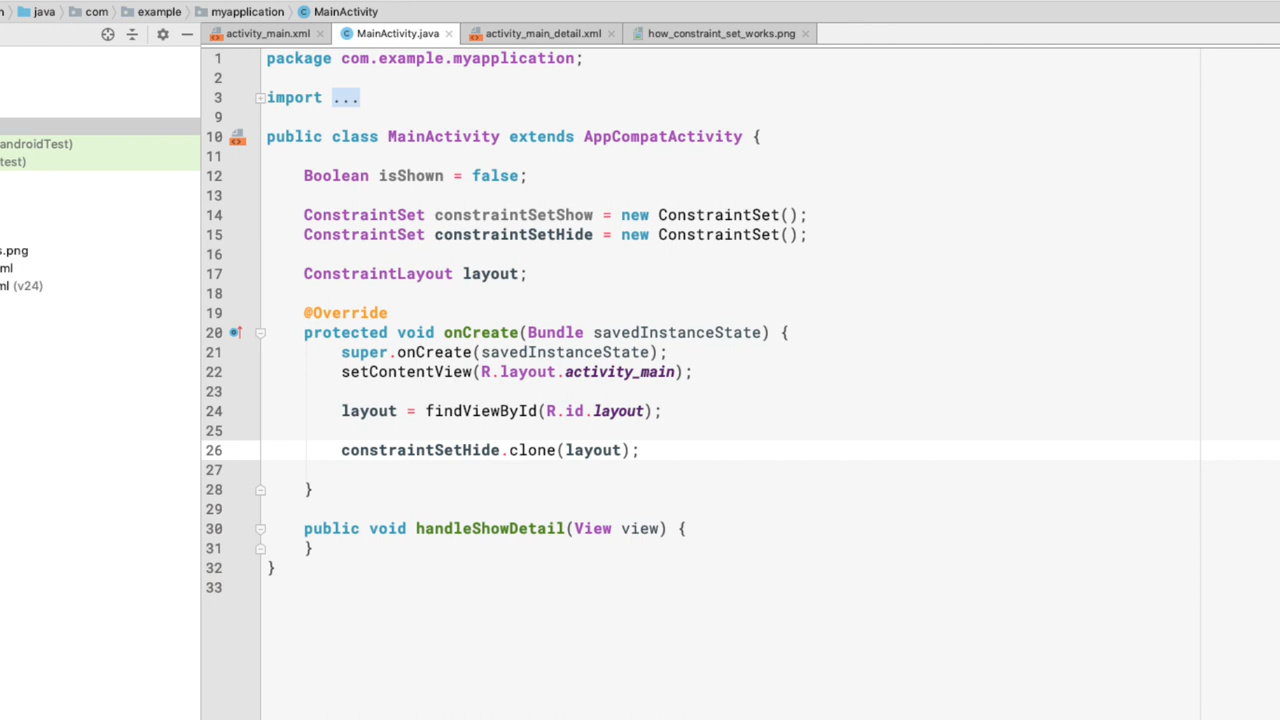 java com example myapplication MainActivity
activity_main.xml MainActivity.java activity_main_detail.xml how_constraint_set_works.png
1 package com.example.myapplication;
2
3 import ...
9
10 public class MainActivity extends AppCompatActivity {
11
12 Boolean isShown = false;
13
14 ConstraintSet constraintSetShow = new ConstraintSet();
15 ConstraintSet constraintSetHide = new ConstraintSet();
16
17 ConstraintLayout layout;
18
19 @Override
20 protected void onCreate(Bundle savedInstanceState) {
21 super.onCreate(savedInstanceState);
22 setContentView(R.layout.activity_main);
23
24 layout = findViewById(R.id.layout);
25
26 constraintSetHide.clone(layout);
27
28 }
29
30 public void handleShowDetail(View view) {
31 }
32 }
33
androidTest)
test)
s.png
ml
ml (v24)